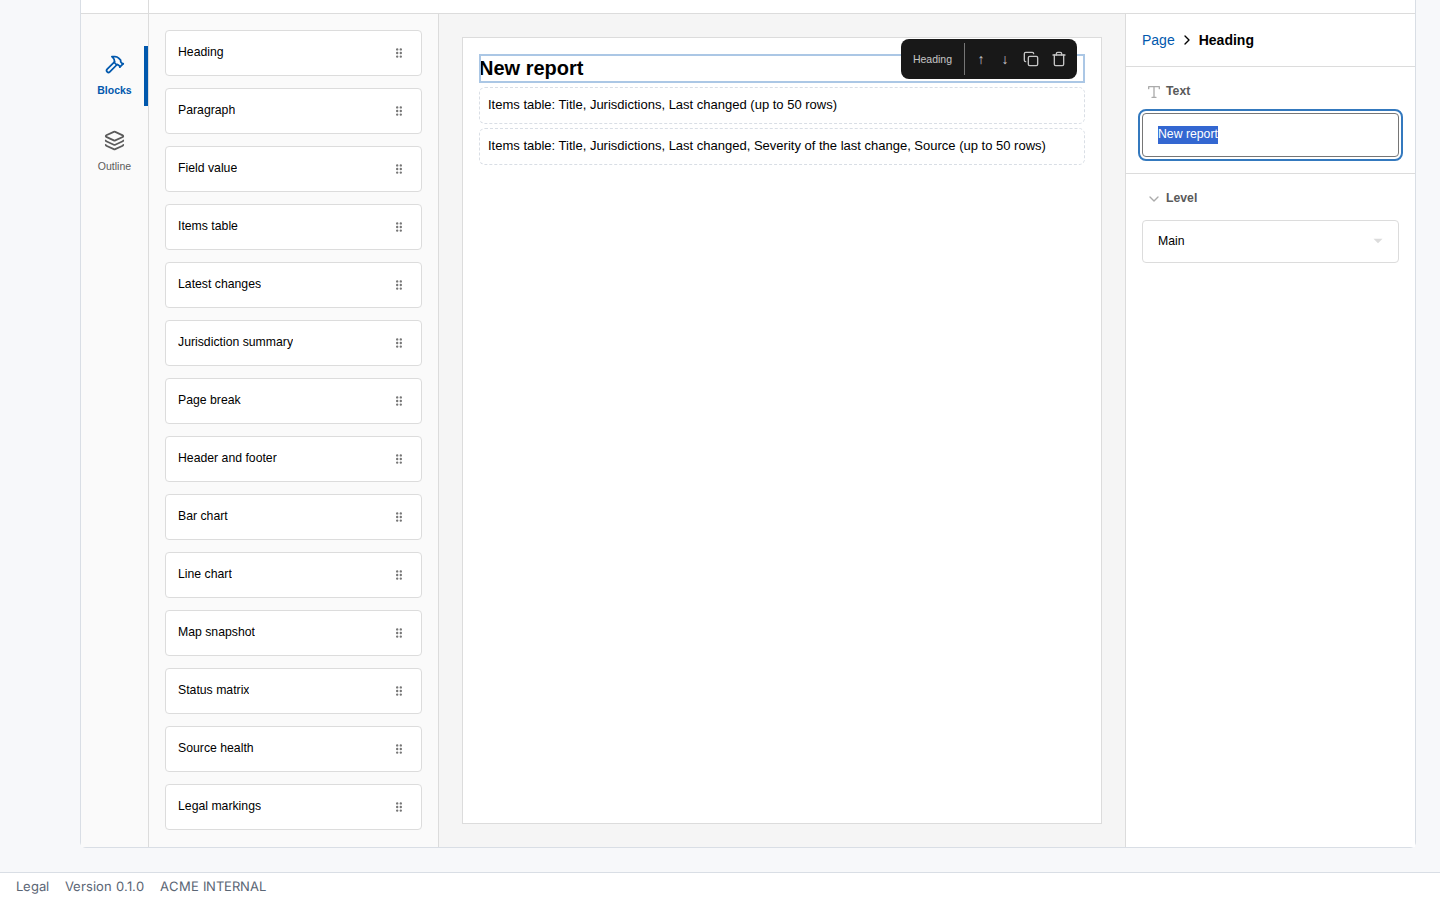 Blocks
Outline
Heading
Paragraph
Field value
Items table
Latest changes
Jurisdiction summary
Page break
Header and footer
Bar chart
Line chart
Map snapshot
Status matrix
Source health
Legal markings
New report
Heading ↑ ↓
Items table: Title, Jurisdictions, Last changed (up to 50 rows)
Items table: Title, Jurisdictions, Last changed, Severity of the last change, Source (up to 50 rows)
Page > Heading
Text
New report
Level
Main
Legal Version 0.1.0 ACME INTERNAL